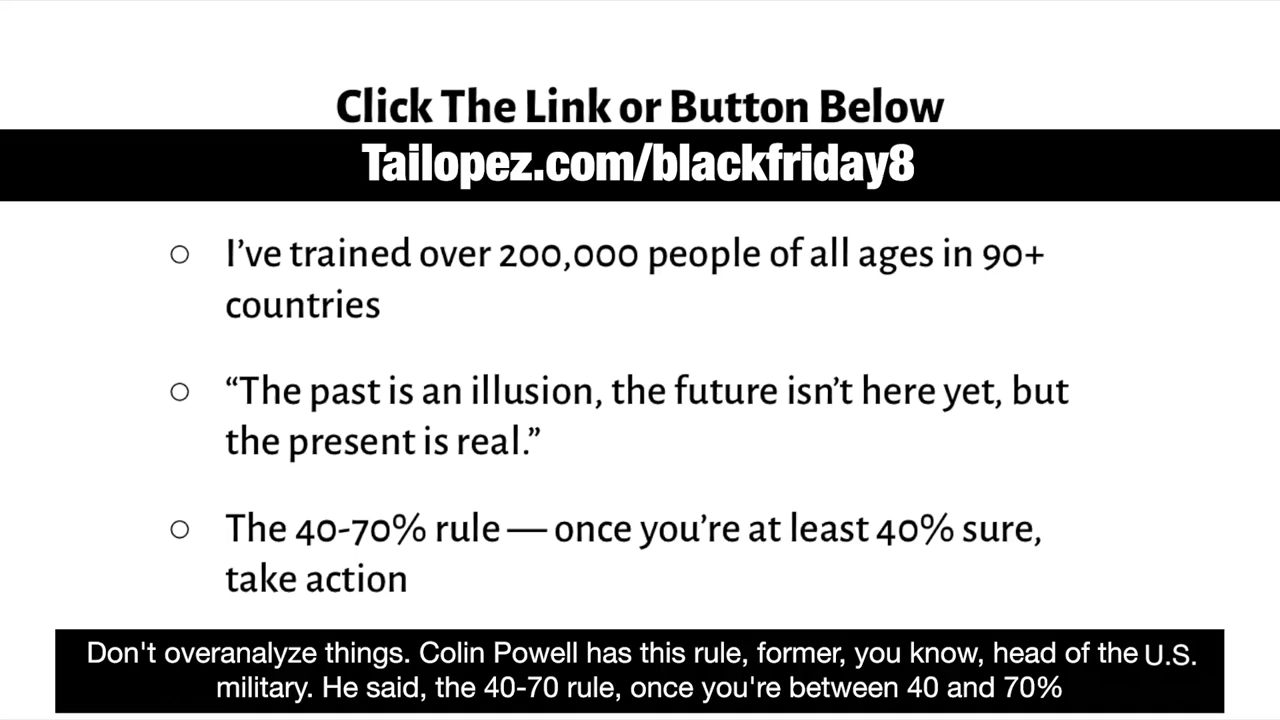 Click The Link or Button Below
Tailopez.com/blackfriday8
○ I’ve trained over 200,000 people of all ages in 90+
countries
○ “The past is an illusion, the future isn’t here yet, but
the present is real.”
○ The 40-70% rule — once you’re at least 40% sure,
take action
Don't overanalyze things. Colin Powell has this rule, former, you know, head of the U.S.
military. He said, the 40-70 rule, once you're between 40 and 70%